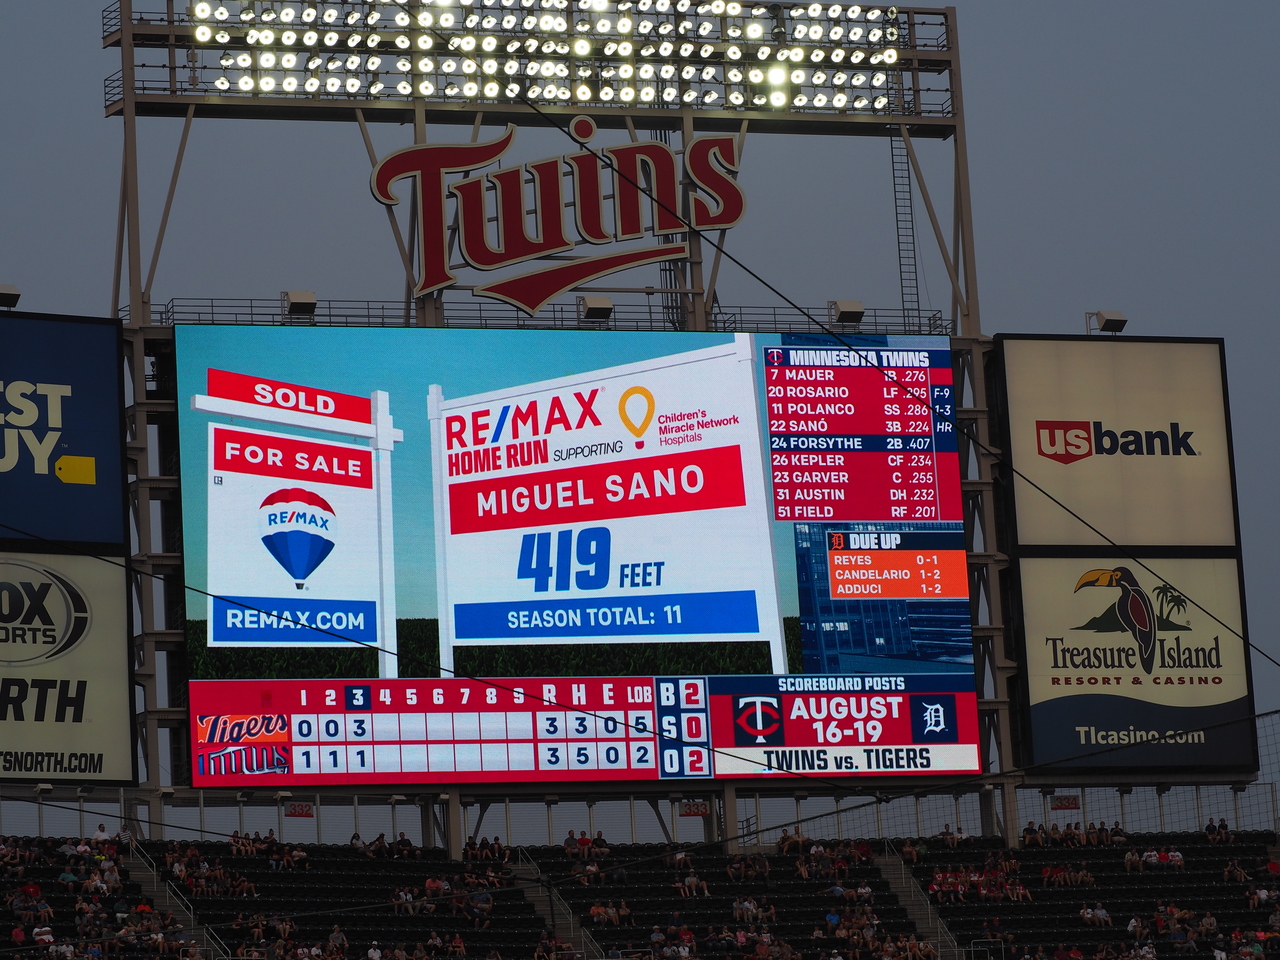 Twins
EST
UY
SOLD
FOR SALE
RE/MAX
REMAX.COM
RE/MAX
HOME RUN
SUPPORTING
Children's
Miracle Network
Hospitals
MIGUEL SANO
419 FEET
SEASON TOTAL: 11
MINNESOTA TWINS
7 MAUER 1B .276
20 ROSARIO LF .295 F-9
11 POLANCO SS .286 1-3
22 SANÓ 3B .224 HR
24 FORSYTHE 2B .407
26 KEPLER CF .234
23 GARVER C .255
31 AUSTIN DH .232
51 FIELD RF .201
DUE UP
REYES 0-1
CANDELARIO 1-2
ADDUCI 1-2
1 2 3 4 5 6 7 8 9 R H E LOB
Tigers 0 0 3 3 3 0 5
Twins 1 1 1 3 5 0 2
B 2
S 0
O 2
SCOREBOARD POSTS
AUGUST
16-19
TWINS vs. TIGERS
OX
ORTS
RTH
TSNORTH.COM
usbank
Treasure Island
RESORT & CASINO
TIcasino.com
332
333
334